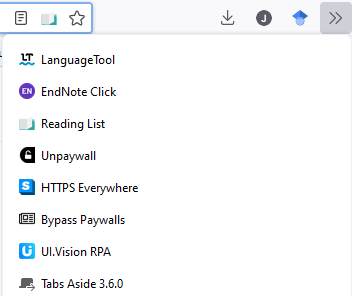 J
LT LanguageTool
EN EndNote Click
Reading List
Unpaywall
HTTPS Everywhere
Bypass Paywalls
UI.Vision RPA
Tabs Aside 3.6.0